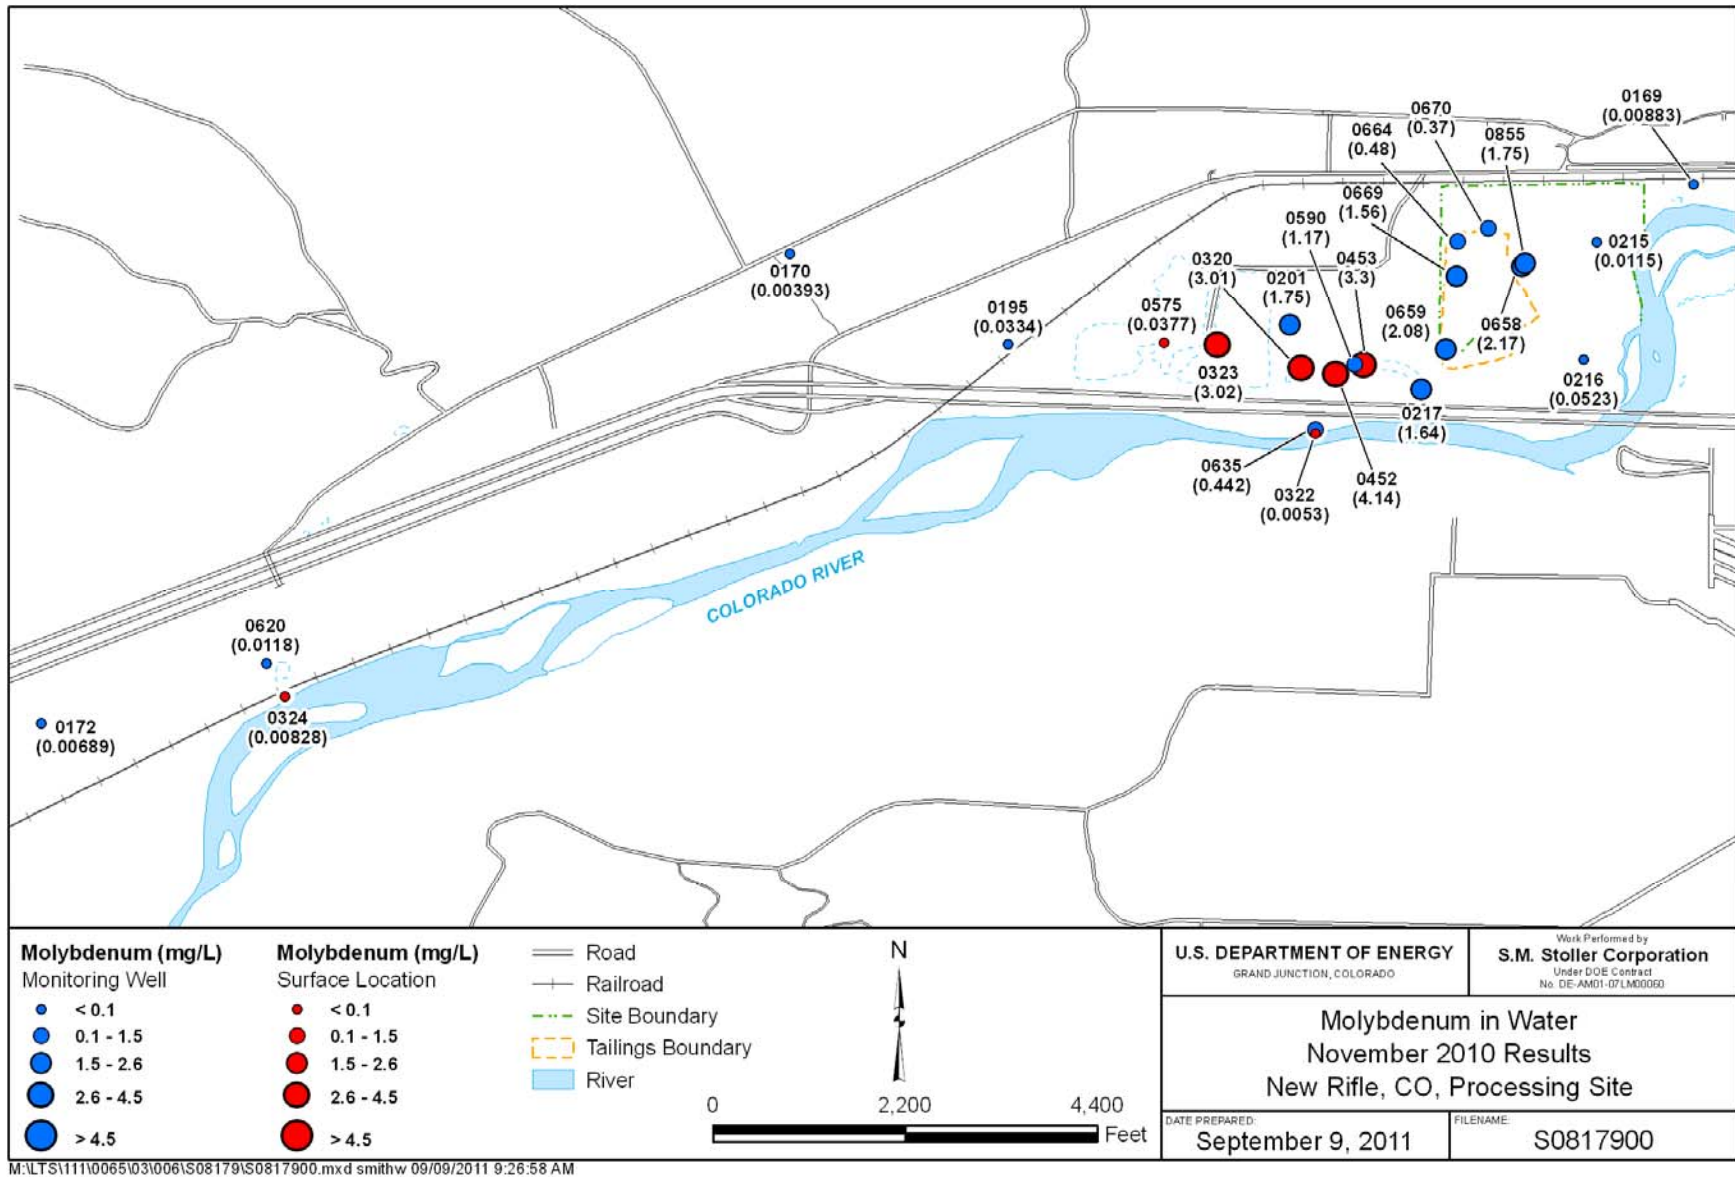 0670
(0.37)
0169
(0.00883)
0664
(0.48)
0855
(1.75)
0669
(1.56)
0590
(1.17)
0215
(0.0115)
0170
(0.00393)
0320
(3.01)
0201
(1.75)
0453
(3.3)
0195
(0.0334)
0575
(0.0377)
0659
(2.08)
0658
(2.17)
0323
(3.02)
0216
(0.0523)
0217
(1.64)
0635
(0.442)
0322
(0.0053)
0452
(4.14)
COLORADO RIVER
0620
(0.0118)
0324
(0.00828)
0172
(0.00689)
Molybdenum (mg/L)
Monitoring Well
< 0.1
0.1 - 1.5
1.5 - 2.6
2.6 - 4.5
> 4.5
Molybdenum (mg/L)
Surface Location
< 0.1
0.1 - 1.5
1.5 - 2.6
2.6 - 4.5
> 4.5
Road
Railroad
Site Boundary
Tailings Boundary
River
N
0 2,200 4,400
Feet
U.S. DEPARTMENT OF ENERGY
GRAND JUNCTION, COLORADO
Work Performed by
S.M. Stoller Corporation
Under DOE Contract
No. DE-AM01-07LM00060
Molybdenum in Water
November 2010 Results
New Rifle, CO, Processing Site
DATE PREPARED:
September 9, 2011
FILENAME:
S0817900
M:\LTS\111\0065\03\006\S08179\S0817900.mxd smithw 09/09/2011 9:26:58 AM